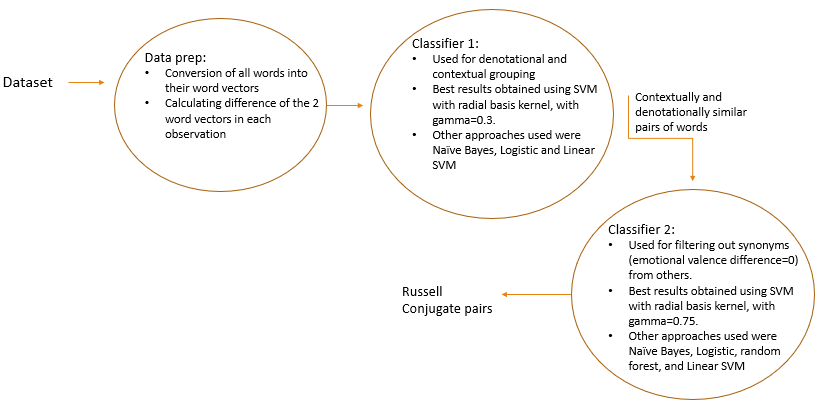 Dataset
Data prep:
• Conversion of all words into
their word vectors
• Calculating difference of the 2
word vectors in each
observation
Classifier 1:
• Used for denotational and
contextual grouping
• Best results obtained using SVM
with radial basis kernel, with
gamma=0.3.
• Other approaches used were
Naïve Bayes, Logistic and Linear
SVM
Contextually and
denotationally similar
pairs of words
Classifier 2:
• Used for filtering out synonyms
(emotional valence difference=0)
from others.
• Best results obtained using SVM
with radial basis kernel, with
gamma=0.75.
• Other approaches used were
Naïve Bayes, Logistic, random
forest, and Linear SVM
Russell
Conjugate pairs